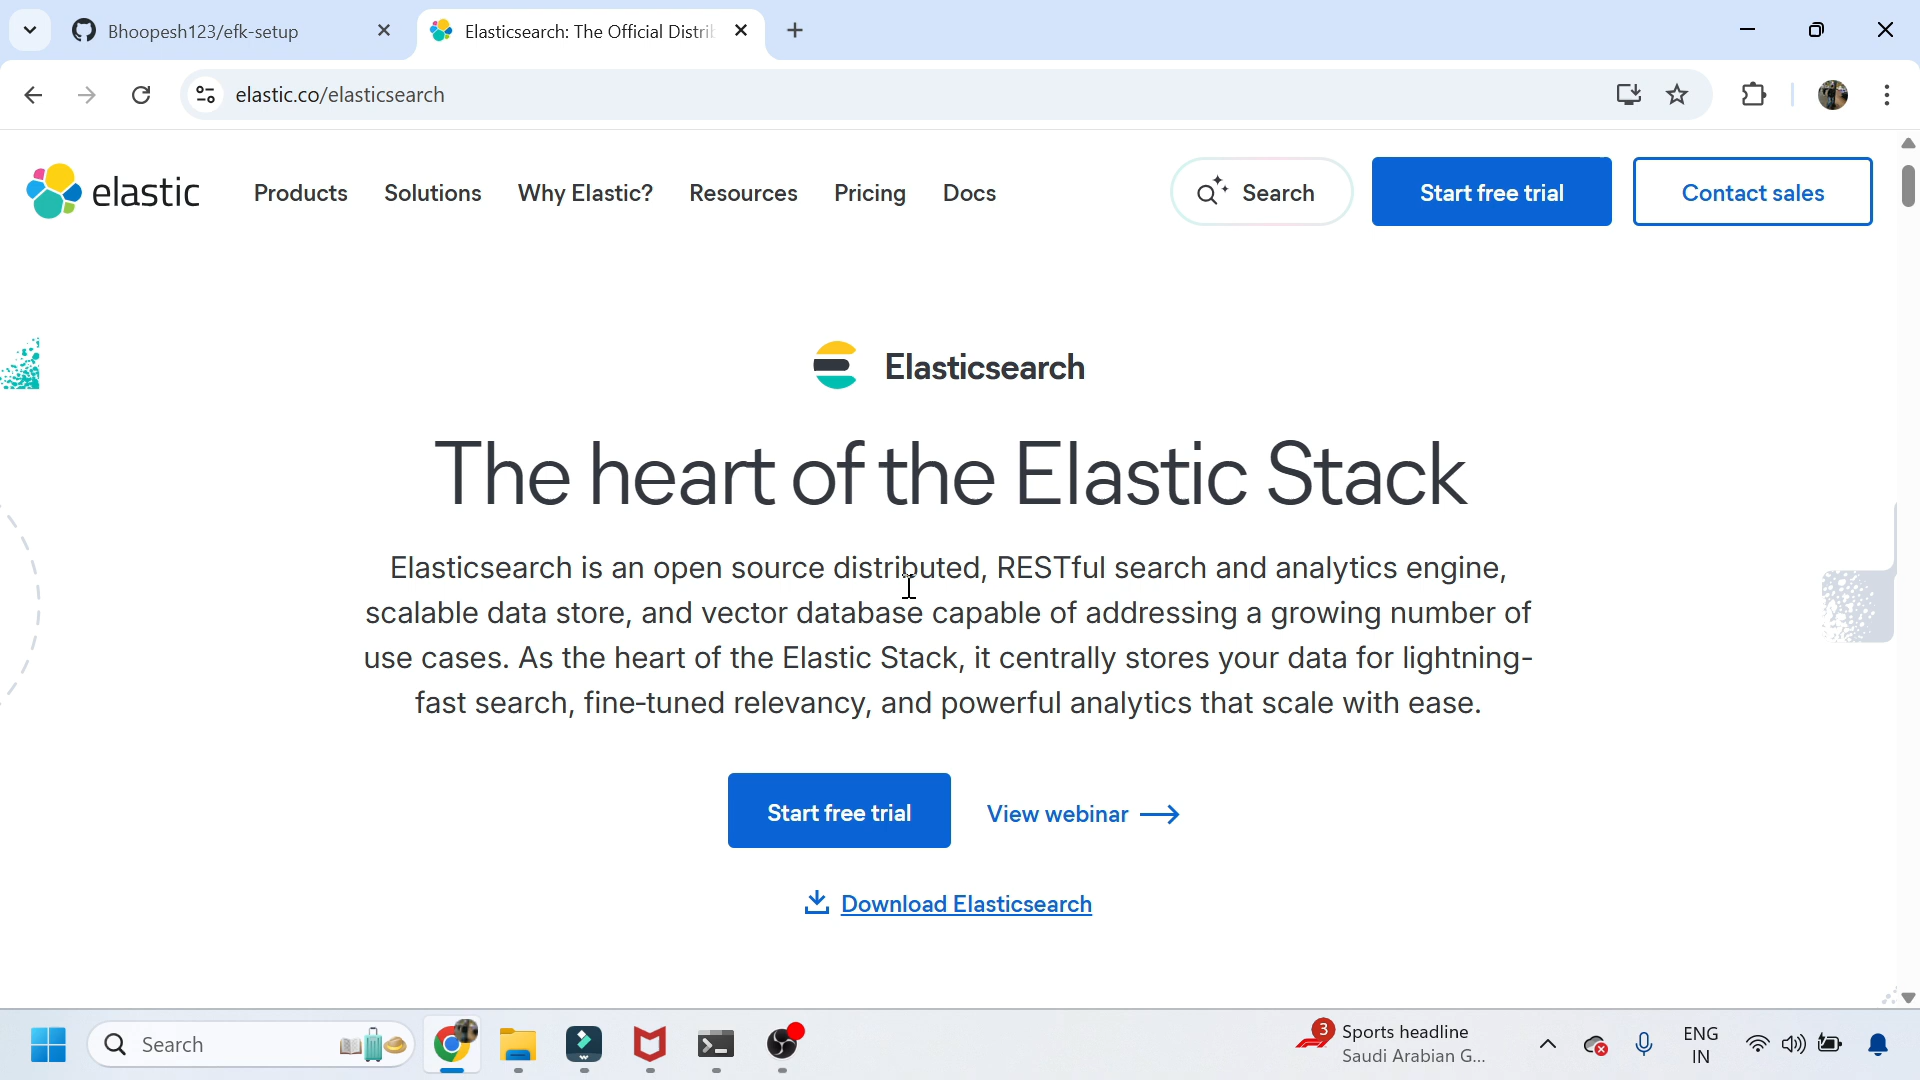 Bhoopesh123/efk-setup
Elasticsearch: The Official Distri
elastic.co/elasticsearch
elastic
Products
Solutions
Why Elastic?
Resources
Pricing
Docs
Search
Start free trial
Contact sales
Elasticsearch
The heart of the Elastic Stack
Elasticsearch is an open source distributed, RESTful search and analytics engine,
scalable data store, and vector database capable of addressing a growing number of
use cases. As the heart of the Elastic Stack, it centrally stores your data for lightning-
fast search, fine-tuned relevancy, and powerful analytics that scale with ease.
Start free trial
View webinar
Download Elasticsearch
Search
3
Sports headline
Saudi Arabian G...
ENG
IN